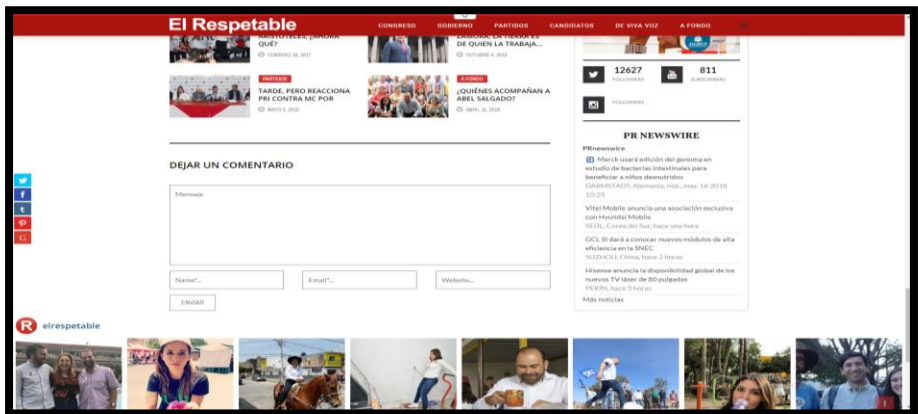 El Respetable
CONGRESO GOBIERNO PARTIDOS CANDIDATOS DE VIVA VOZ A FONDO
ARISTÓTELES, ¿AHORA
QUÉ?
FEBRERO 28, 2017
ZAMORA, LA TIERRA ES
DE QUIEN LA TRABAJA...
OCTUBRE 4, 2015
PARTIDOS
TARDE, PERO REACCIONA
PRI CONTRA MC POR
MAYO 2, 2018
A FONDO
¿QUIÉNES ACOMPAÑAN A
ABEL SALGADO?
ABRIL 11, 2018
12627
FOLLOWERS
811
SUBSCRIBERS
FOLLOWERS
PR NEWSWIRE
PRnewswire
Merck usará edición del genoma en
estudio de bacterias intestinales para
beneficiar a niños desnutridos
DARMSTADT, Alemania, mié., may. 16 2018
10:23
Vitel Mobile anuncia una asociación exclusiva
con Hyundai Mobile
SEÚL, Corea del Sur, hace una hora
GCL SI dará a conocer nuevos módulos de alta
eficiencia en la SNEC
SUZHOU, China, hace 2 horas
Hisense anuncia la disponibilidad global de los
nuevos TV láser de 80 pulgadas
PEKÍN, hace 3 horas
Más noticias
DEJAR UN COMENTARIO
Mensaje
Name*... Email*... Website...
ENVIAR
R elrespetable